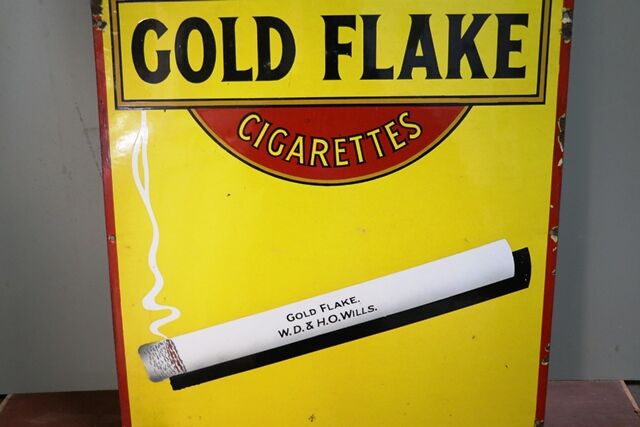 GOLD FLAKE
CIGARETTES
GOLD FLAKE.
W.D. & H.O. WILLS.